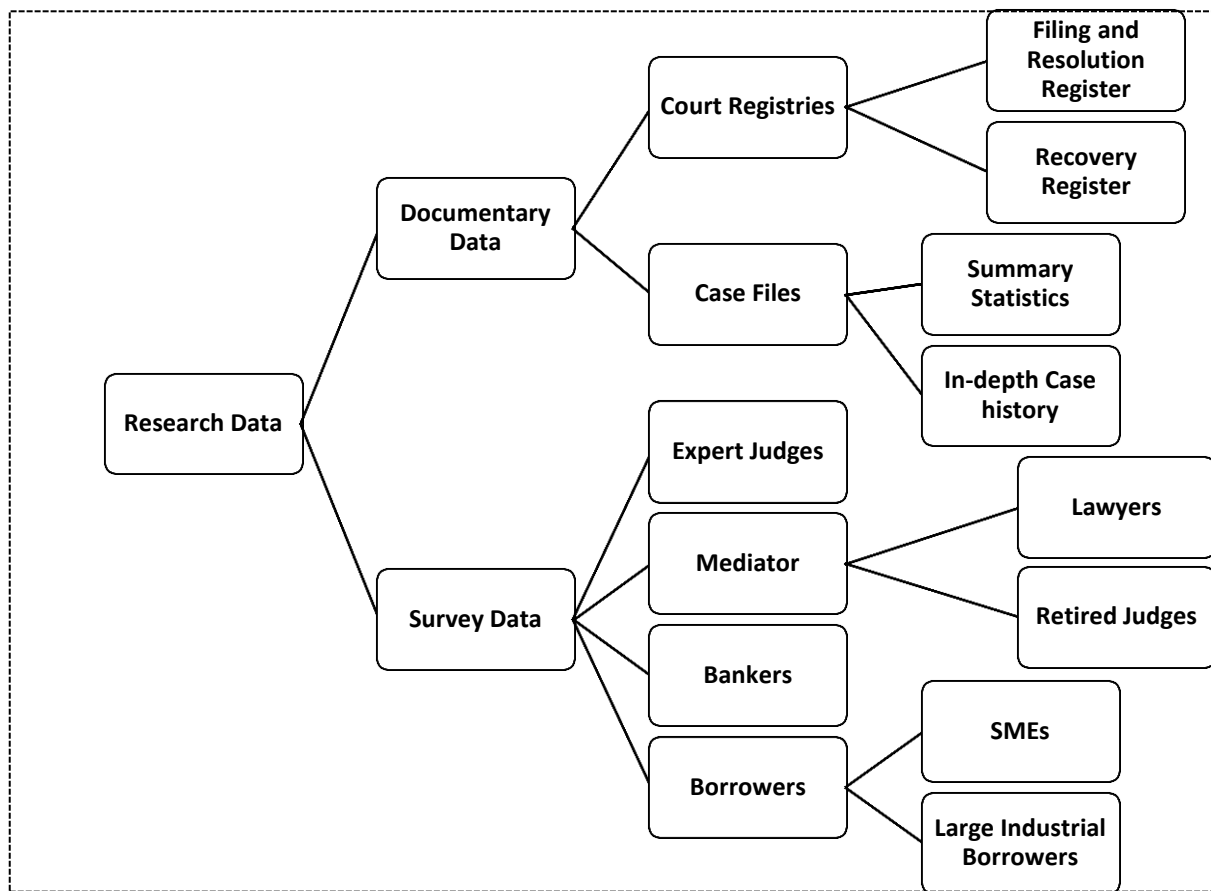 Research Data
Documentary
Data
Court Registries
Filing and
Resolution
Register
Recovery
Register
Case Files
Summary
Statistics
In-depth Case
history
Survey Data
Expert Judges
Mediator
Lawyers
Retired Judges
Bankers
Borrowers
SMEs
Large Industrial
Borrowers